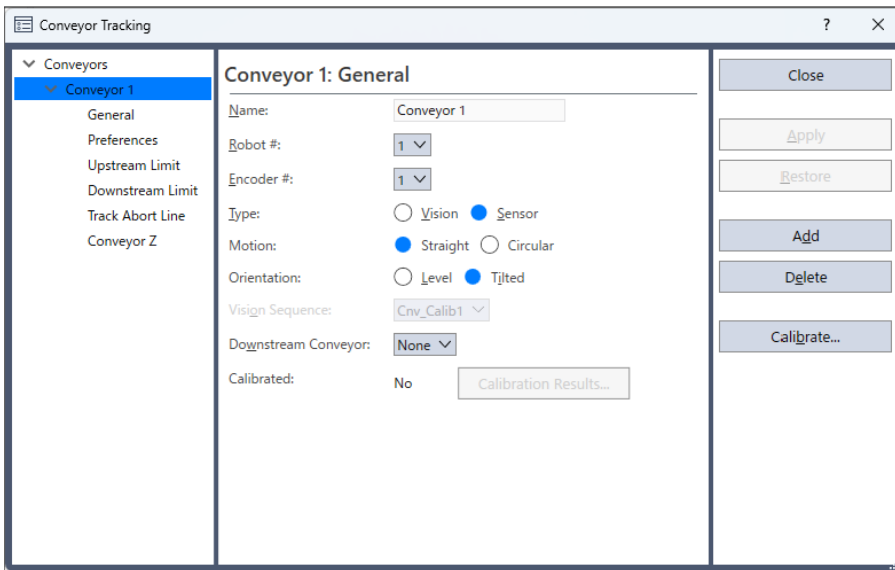 Conveyor Tracking
?
Conveyors
Conveyor 1
General
Preferences
Upstream Limit
Downstream Limit
Track Abort Line
Conveyor Z
Conveyor 1: General
Name: Conveyor 1
Robot #: 1
Encoder #: 1
Type: Vision Sensor
Motion: Straight Circular
Orientation: Level Tilted
Vision Sequence: Cnv_Calib1
Downstream Conveyor: None
Calibrated: No Calibration Results...
Close
Apply
Restore
Add
Delete
Calibrate...